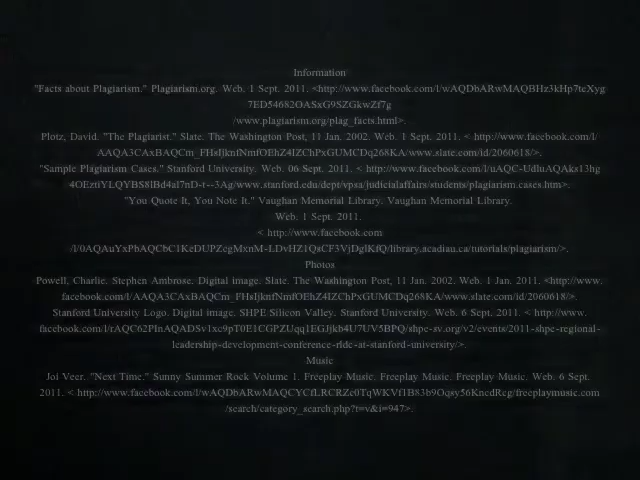 Information
"Facts about Plagiarism." Plagiarism.org. Web. 1 Sept. 2011. <http://www.facebook.com/l/wAQDbARwMAQBHz3kHp7teXyg
7ED54682OASxG9SZGkwZf7g
/www.plagiarism.org/plag_facts.html>.
Plotz, David. "The Plagiarist." Slate. The Washington Post, 11 Jan. 2002. Web. 1 Sept. 2011. < http://www.facebook.com/l/
AAQA3CAxBAQCm_FHsIjknfNmfOEhZ4IZChPxGUMCDq268KA/www.slate.com/id/2060618/>.
"Sample Plagiarism Cases." Stanford University. Web. 06 Sept. 2011. < http://www.facebook.com/l/uAQC-UdIuAQAks13hg
4OEztiYLQYBS8lBd4al7nD-t--3Ag/www.stanford.edu/dept/vpsa/judicialaffairs/students/plagiarism.cases.htm>.
"You Quote It, You Note It." Vaughan Memorial Library. Vaughan Memorial Library.
Web. 1 Sept. 2011.
< http://www.facebook.com
/l/0AQAuYxPbAQCbC1KeDUPZcgMxnM-LDvHZ1QsCF3VjDglKfQ/library.acadiau.ca/tutorials/plagiarism/>.
Photos
Powell, Charlie. Stephen Ambrose. Digital image. Slate. The Washington Post, 11 Jan. 2002. Web. 1 Jan. 2011. <http://www.
facebook.com/l/AAQA3CAxBAQCm_FHsIjknfNmfOEhZ4IZChPxGUMCDq268KA/www.slate.com/id/2060618/>.
Stanford University Logo. Digital image. SHPE Silicon Valley. Stanford University. Web. 6 Sept. 2011. < http://www.
facebook.com/l/rAQC62PInAQADSv1xc9pT0E1CGPZUqq1EGJjkb4U7UV5BPQ/shpc-sv.org/v2/events/2011-shpc-regional-
leadership-development-conference-rldc-at-stanford-university/>.
Music
Joi Veer. "Next Time." Sunny Summer Rock Volume 1. Freeplay Music. Freeplay Music. Freeplay Music. Web. 6 Sept.
2011. < http://www.facebook.com/l/wAQDbARwMAQCYCfLRCRZc0TqWKVf1B83b9Oqsy56KncdRcg/freeplaymusic.com
/search/category_search.php?t=v&i=947>.